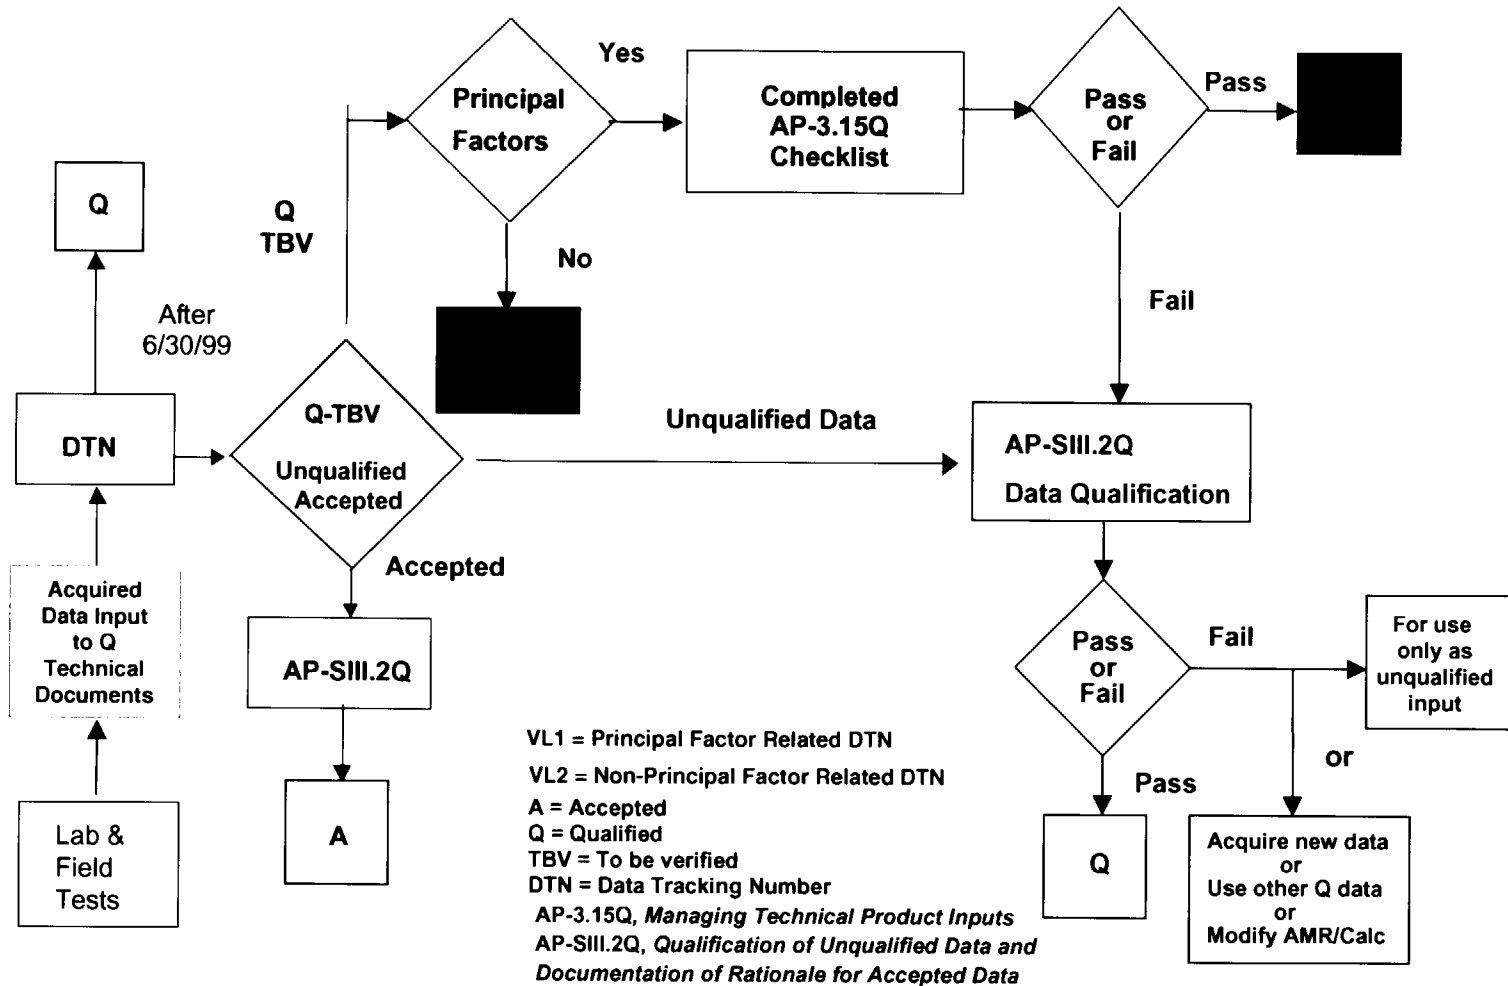 Principal
Factors
Yes
Completed
AP-3.15Q
Checklist
Pass
or
Fail
Pass
Q
Q
TBV
No
Fail
After
6/30/99
DTN
Q-TBV
Unqualified
Accepted
Unqualified Data
AP-SIII.2Q
Data Qualification
Accepted
Acquired
Data Input
to Q
Technical
Documents
AP-SIII.2Q
Pass
or
Fail
Fail
For use
only as
unqualified
input
or
Pass
Lab &
Field
Tests
A
Q
Acquire new data
or
Use other Q data
or
Modify AMR/Calc
VL1 = Principal Factor Related DTN
VL2 = Non-Principal Factor Related DTN
A = Accepted
Q = Qualified
TBV = To be verified
DTN = Data Tracking Number
AP-3.15Q, Managing Technical Product Inputs
AP-SIII.2Q, Qualification of Unqualified Data and
Documentation of Rationale for Accepted Data